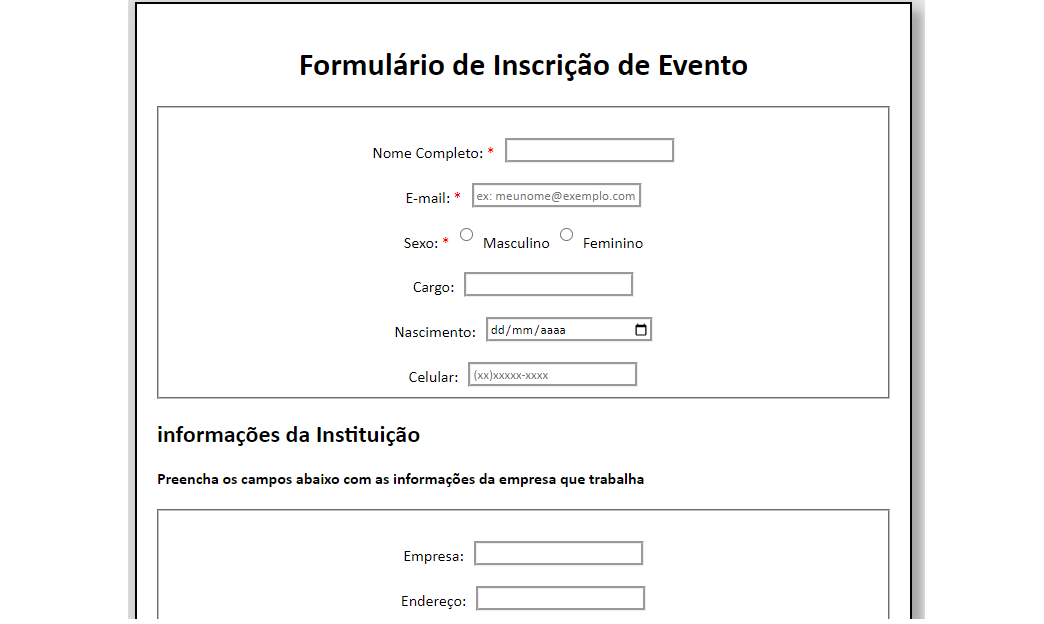 Formulário de Inscrição de Evento
Nome Completo: *
E-mail: * ex: meunome@exemplo.com
Sexo: * Masculino Feminino
Cargo:
Nascimento: dd/mm/aaaa
Celular: (xx)xxxxx-xxxx
informações da Instituição
Preencha os campos abaixo com as informações da empresa que trabalha
Empresa:
Endereço: